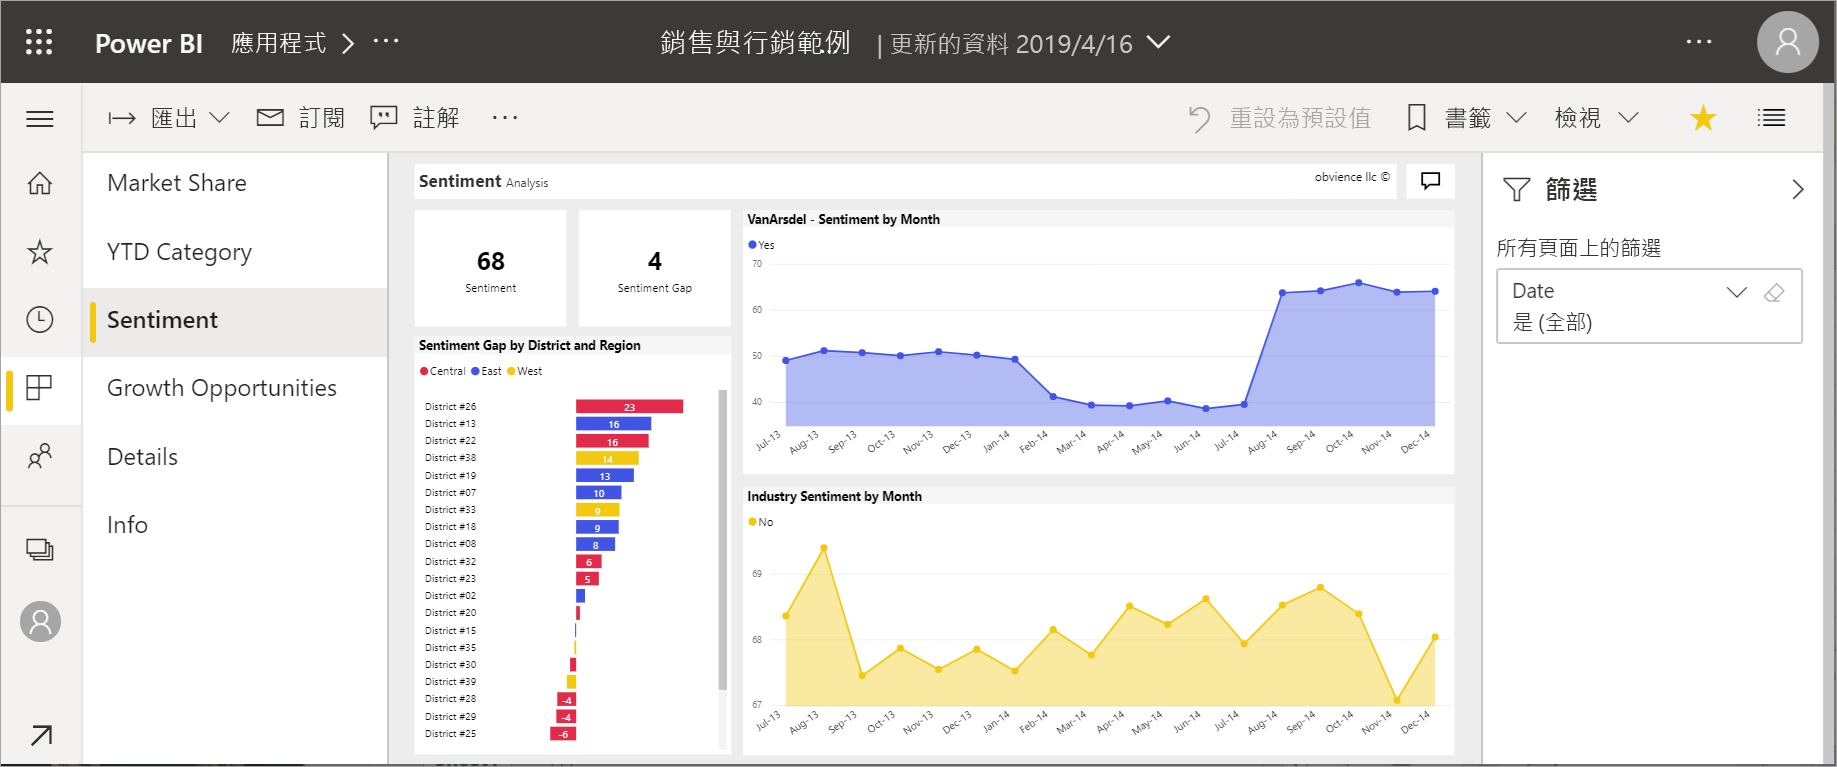 Power BI 應用程式 > ···
銷售與行銷範例 | 更新的資料 2019/4/16
···
匯出 訂閱 註解 ···
重設為預設值 書籤 檢視
Market Share
YTD Category
Sentiment
Growth Opportunities
Details
Info
Sentiment Analysis
obvience llc ©
68
Sentiment
4
Sentiment Gap
Sentiment Gap by District and Region
Central East West
District #26 23
District #13 16
District #22 16
District #38 14
District #19 13
District #07 10
District #33 9
District #18 9
District #08 8
District #32 6
District #23 5
District #02
District #20
District #15
District #35
District #30
District #39
District #28 -4
District #29 -4
District #25 -6
VanArsdel - Sentiment by Month
Yes
70
60
50
40
Jul-13 Aug-13 Sep-13 Oct-13 Nov-13 Dec-13 Jan-14 Feb-14 Mar-14 Apr-14 May-14 Jun-14 Jul-14 Aug-14 Sep-14 Oct-14 Nov-14 Dec-14
Industry Sentiment by Month
No
69
68
67
Jul-13 Aug-13 Sep-13 Oct-13 Nov-13 Dec-13 Jan-14 Feb-14 Mar-14 Apr-14 May-14 Jun-14 Jul-14 Aug-14 Sep-14 Oct-14 Nov-14 Dec-14
篩選
所有頁面上的篩選
Date
是 (全部)